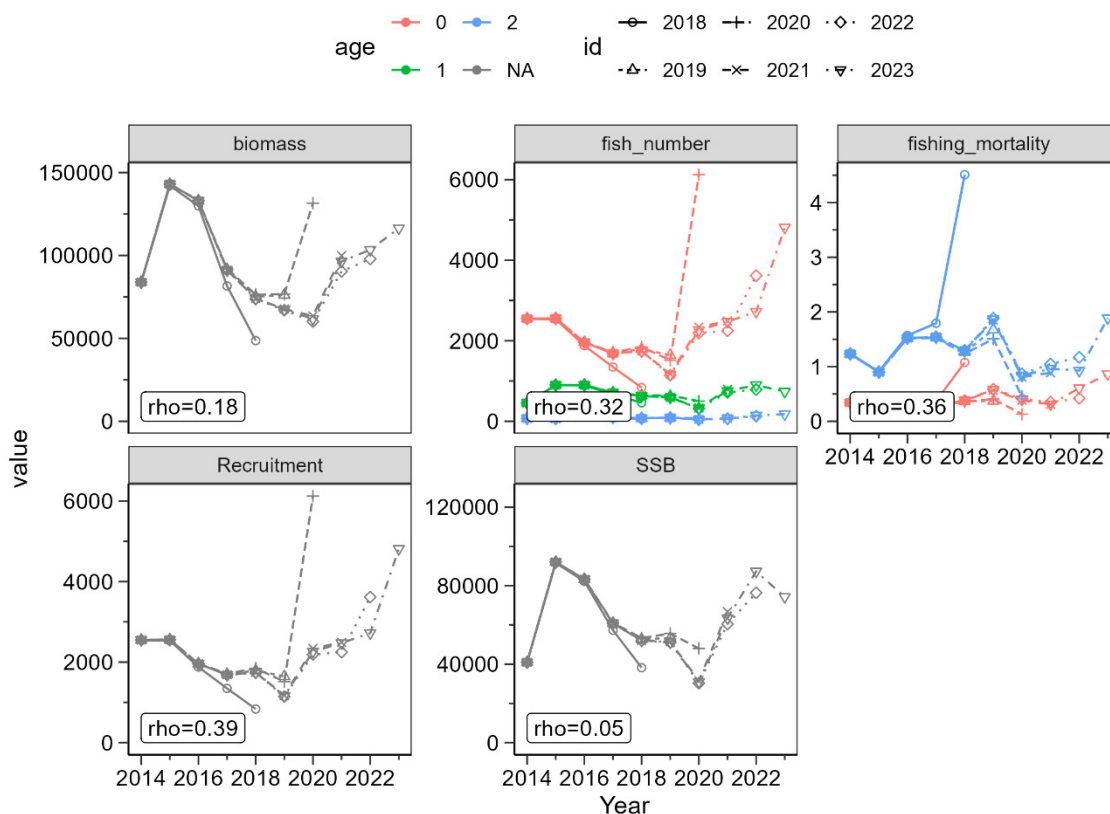 age
0
2
1
NA
id
2018
2020
2022
2019
2021
2023
biomass
fish_number
fishing_mortality
150000
100000
50000
0
rho=0.18
6000
4000
2000
0
rho=0.32
4
3
2
1
0
rho=0.36
2014 2016 2018 2020 2022
value
Recruitment
SSB
6000
4000
2000
0
rho=0.39
2014 2016 2018 2020 2022
120000
80000
40000
0
rho=0.05
2014 2016 2018 2020 2022
Year